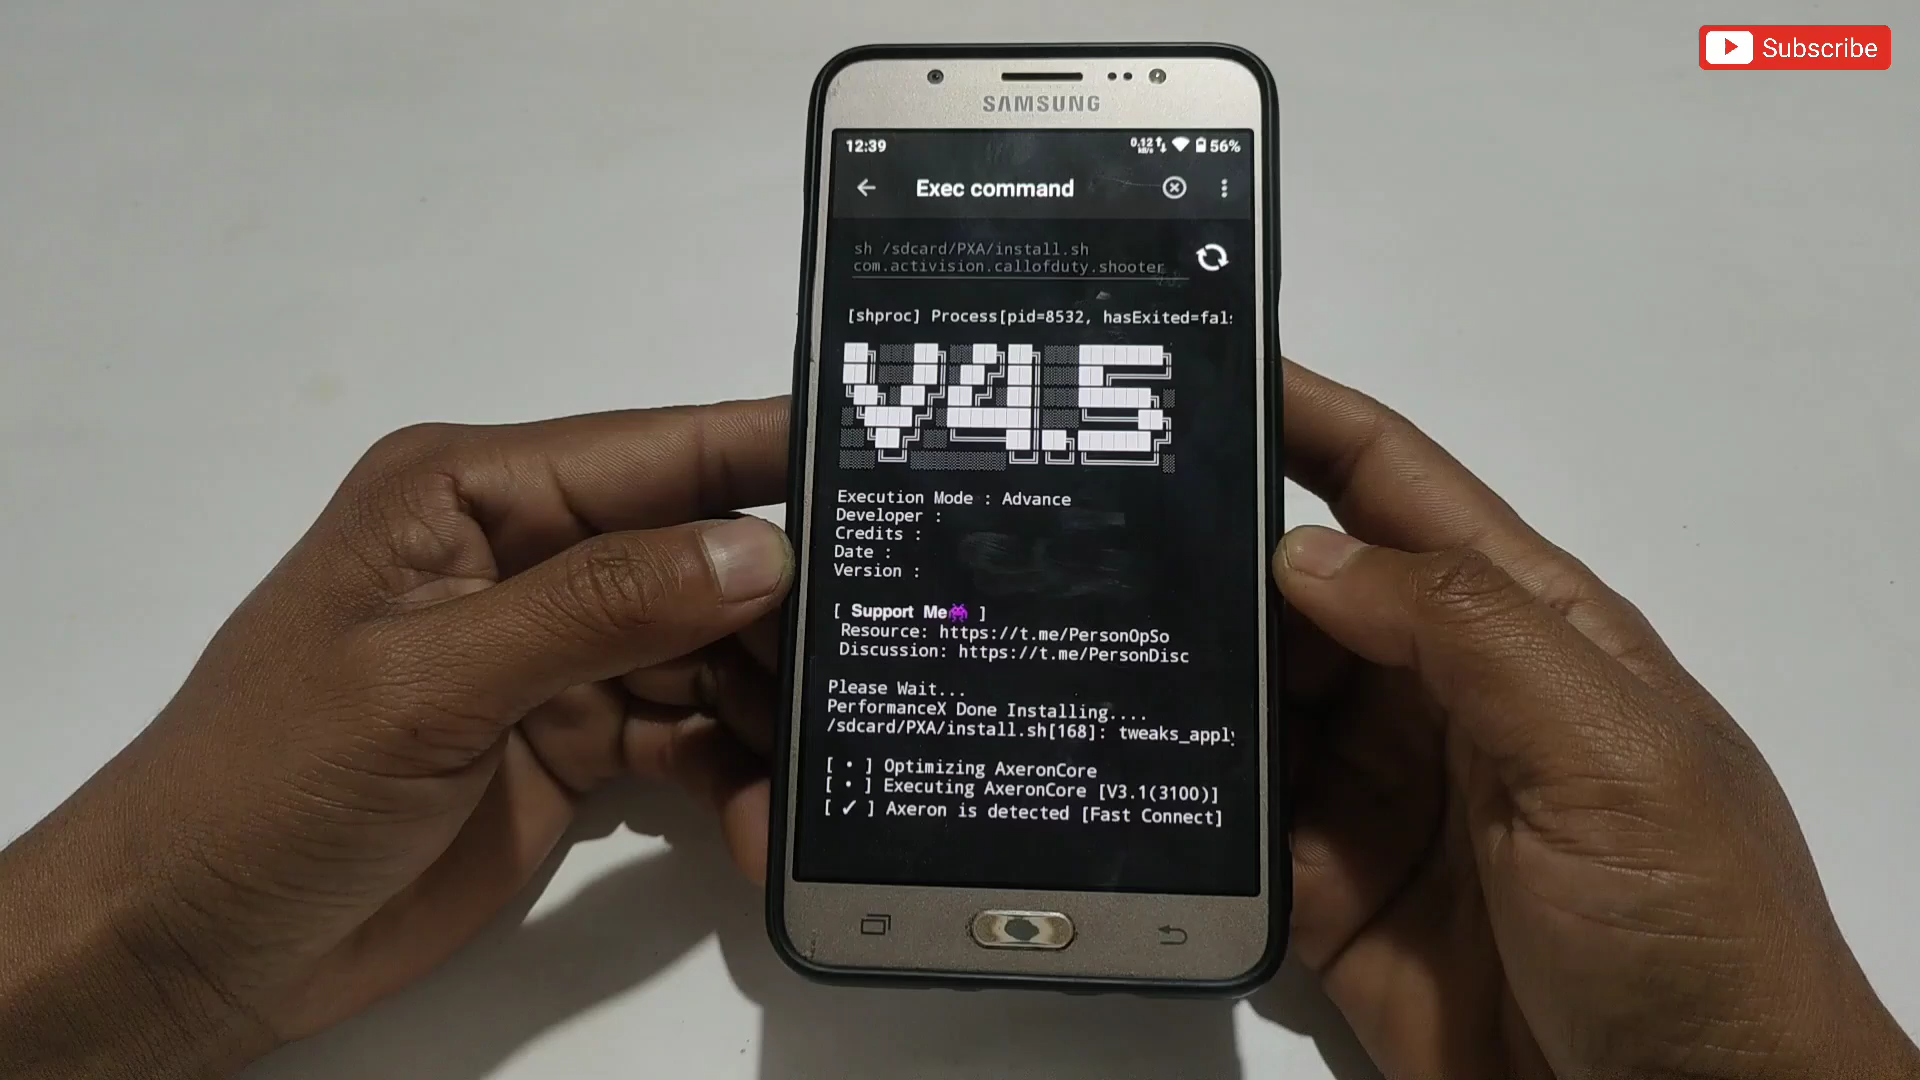 Subscribe
SAMSUNG
12:39
0.12 kB/s
56%
Exec command
sh /sdcard/PXA/install.sh
com.activision.callofduty.shooter
[shproc] Process[pid=8532, hasExited=fal
V4.5
Execution Mode : Advance
Developer :
Credits :
Date :
Version :
[ Support Me👾 ]
Resource: https://t.me/PersonOpSo
Discussion: https://t.me/PersonDisc
Please Wait...
PerformanceX Done Installing....
/sdcard/PXA/install.sh[168]: tweaks_appl
[ • ] Optimizing AxeronCore
[ • ] Executing AxeronCore [V3.1(3100)]
[ ✓ ] Axeron is detected [Fast Connect]